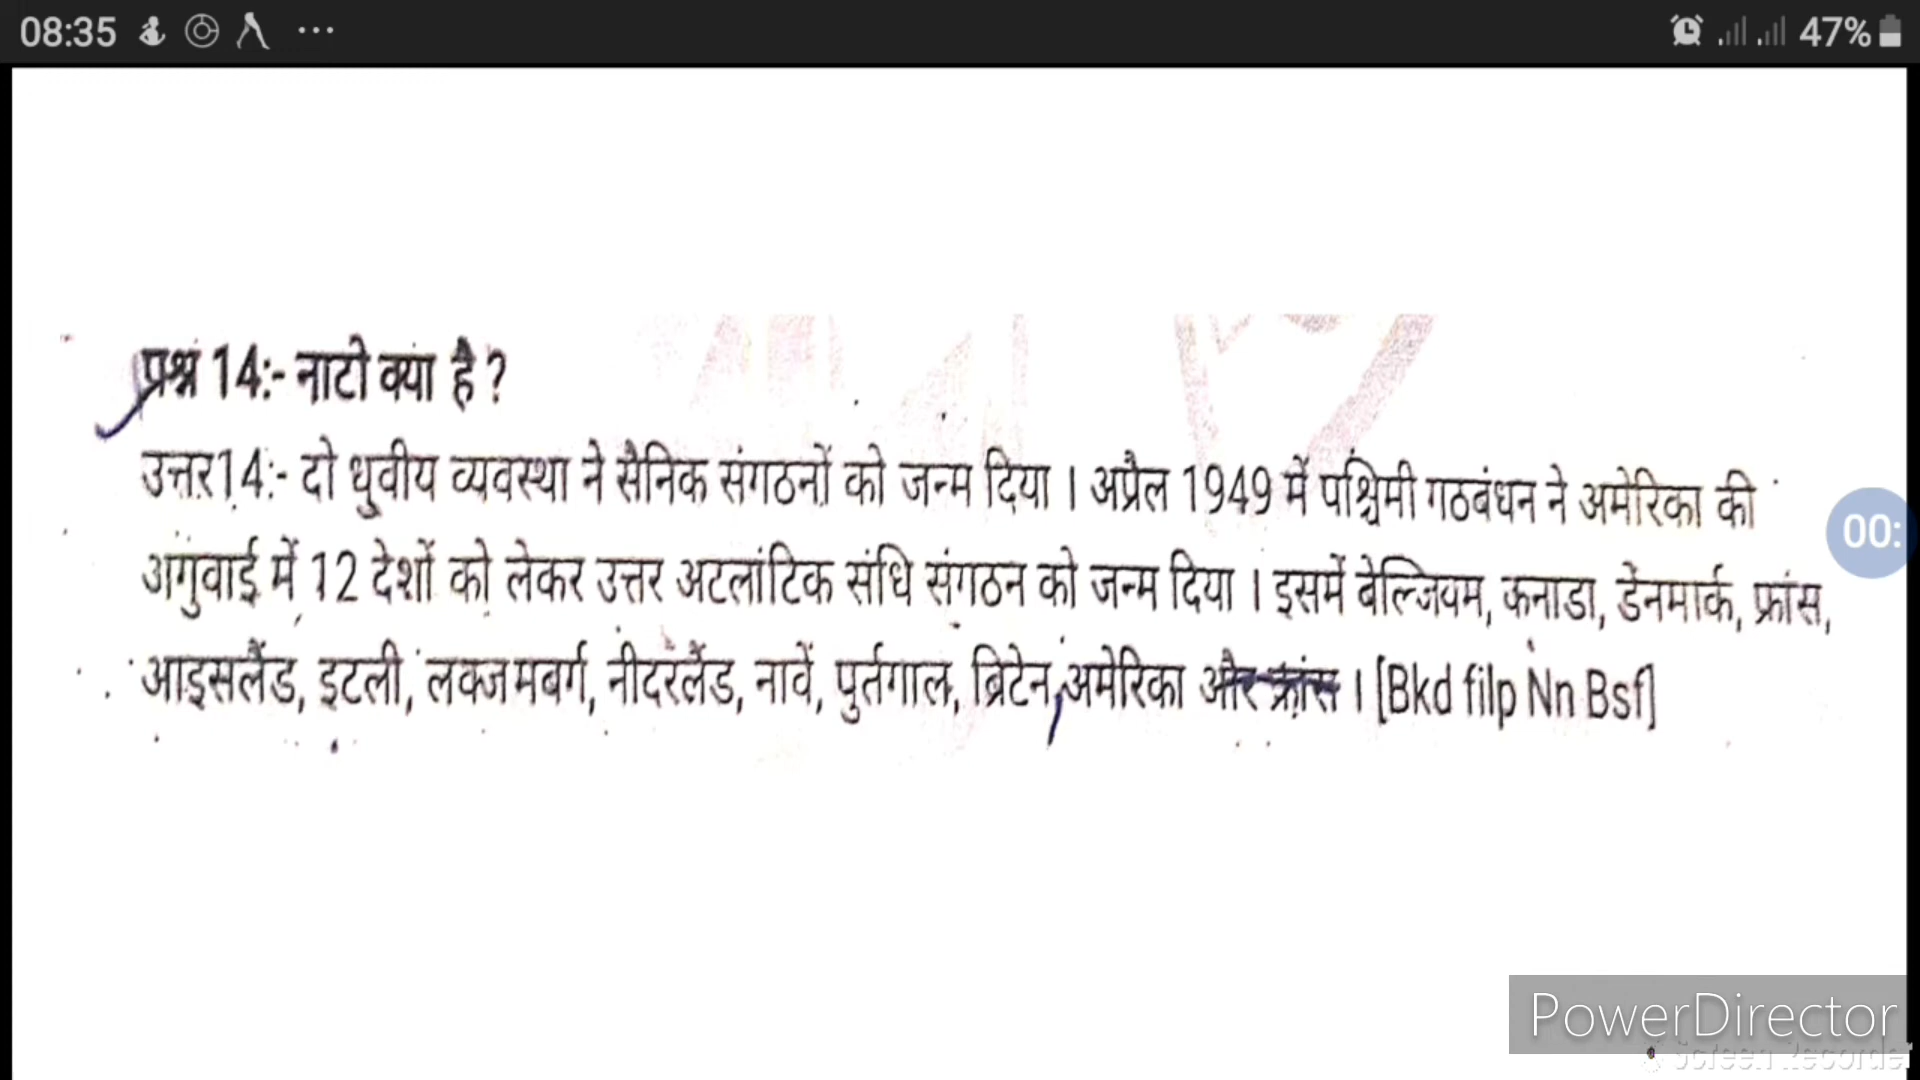 08:35 ... 47%
प्रश्न 14:- नाटो क्या है ?
उत्तर14:- दो ध्रुवीय व्यवस्था ने सैनिक संगठनों को जन्म दिया । अप्रैल 1949 में पश्चिमी गठबंधन ने अमेरिका की
अगुवाई में 12 देशों को लेकर उत्तर अटलांटिक संधि संगठन को जन्म दिया । इसमें बेल्जियम, कनाडा, डेनमार्क, फ्रांस,
आइसलैंड, इटली, लक्जमबर्ग, नीदरलैंड, नार्वे, पुर्तगाल, ब्रिटेन, अमेरिका और फ्रांस । [Bkd filp Nn Bsf]
00:
PowerDirector
Screen Recorder